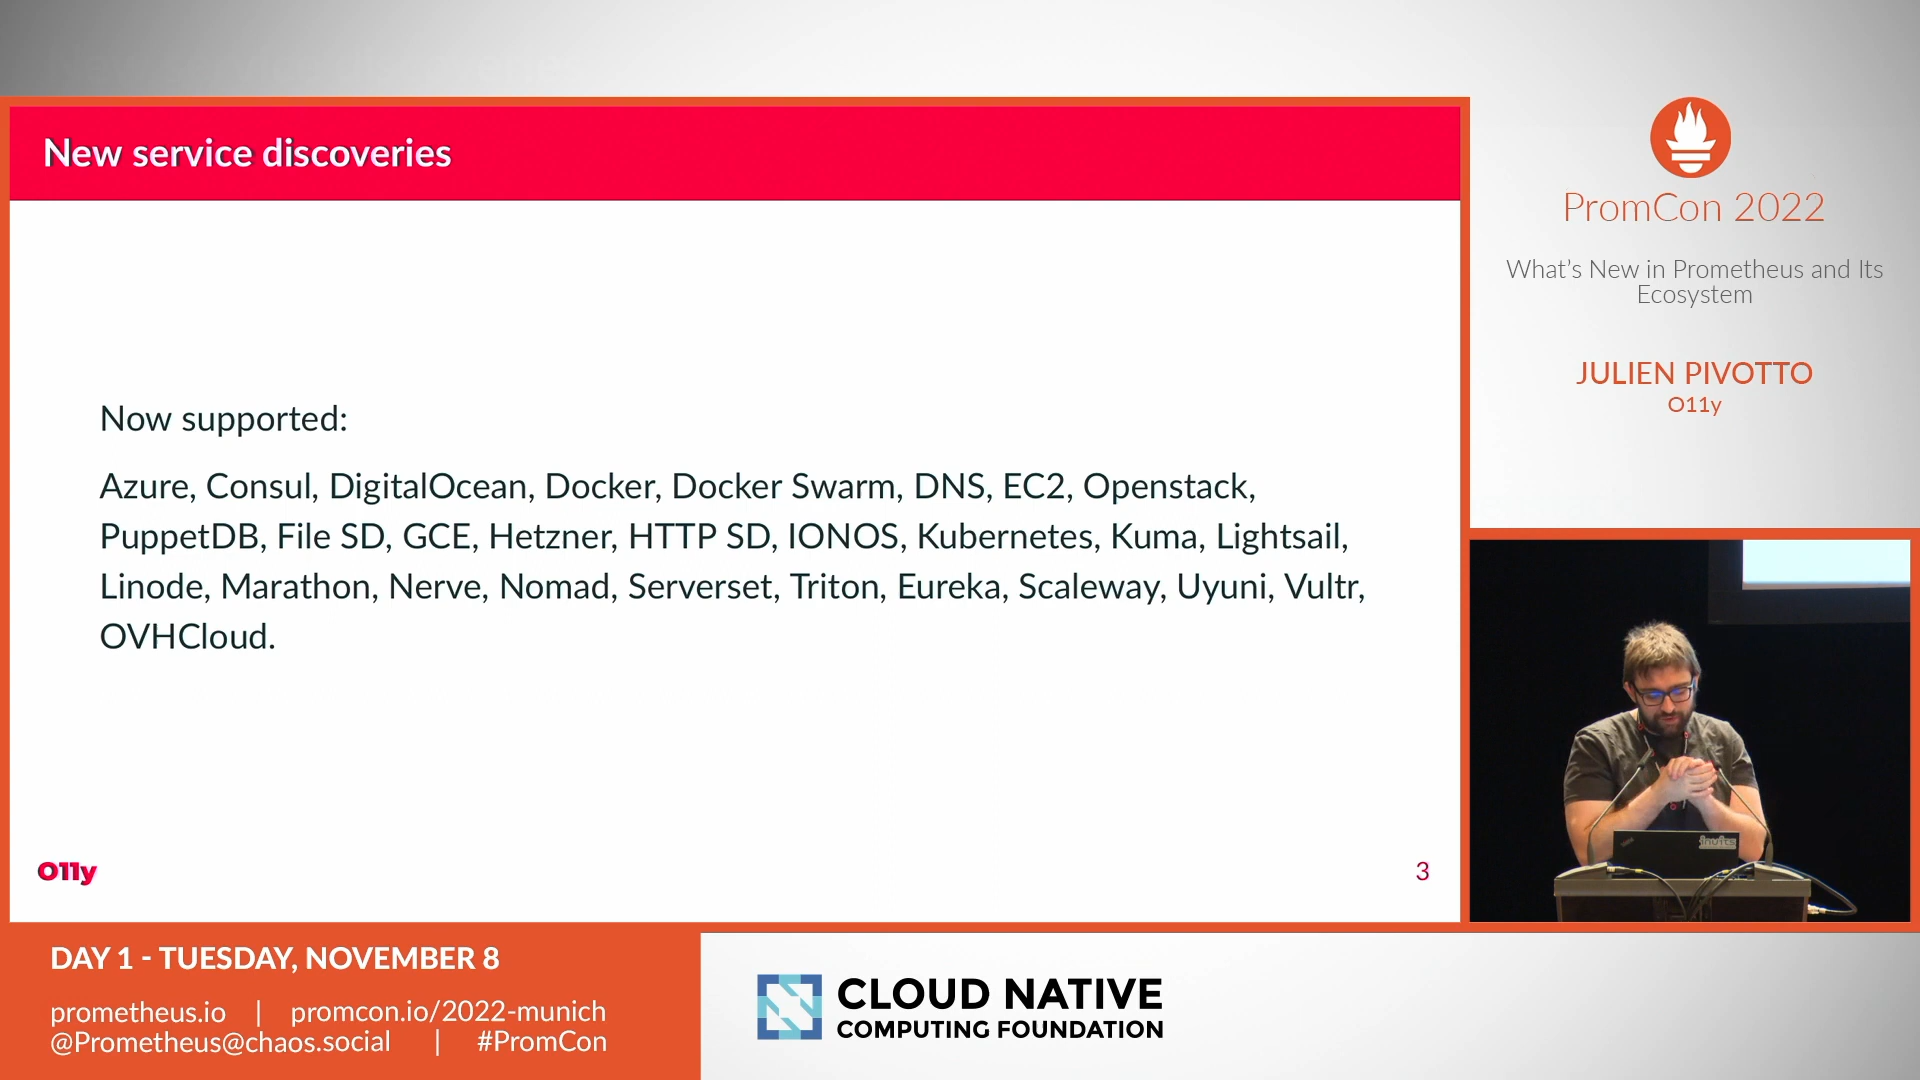 New service discoveries
Now supported:
Azure, Consul, DigitalOcean, Docker, Docker Swarm, DNS, EC2, Openstack,
PuppetDB, File SD, GCE, Hetzner, HTTP SD, IONOS, Kubernetes, Kuma, Lightsail,
Linode, Marathon, Nerve, Nomad, Serverset, Triton, Eureka, Scaleway, Uyuni, Vultr,
OVHCloud.
O11y
3
PromCon 2022
What's New in Prometheus and Its
Ecosystem
JULIEN PIVOTTO
O11y
inuits
DAY 1 - TUESDAY, NOVEMBER 8
prometheus.io | promcon.io/2022-munich
@Prometheus@chaos.social | #PromCon
CLOUD NATIVE
COMPUTING FOUNDATION